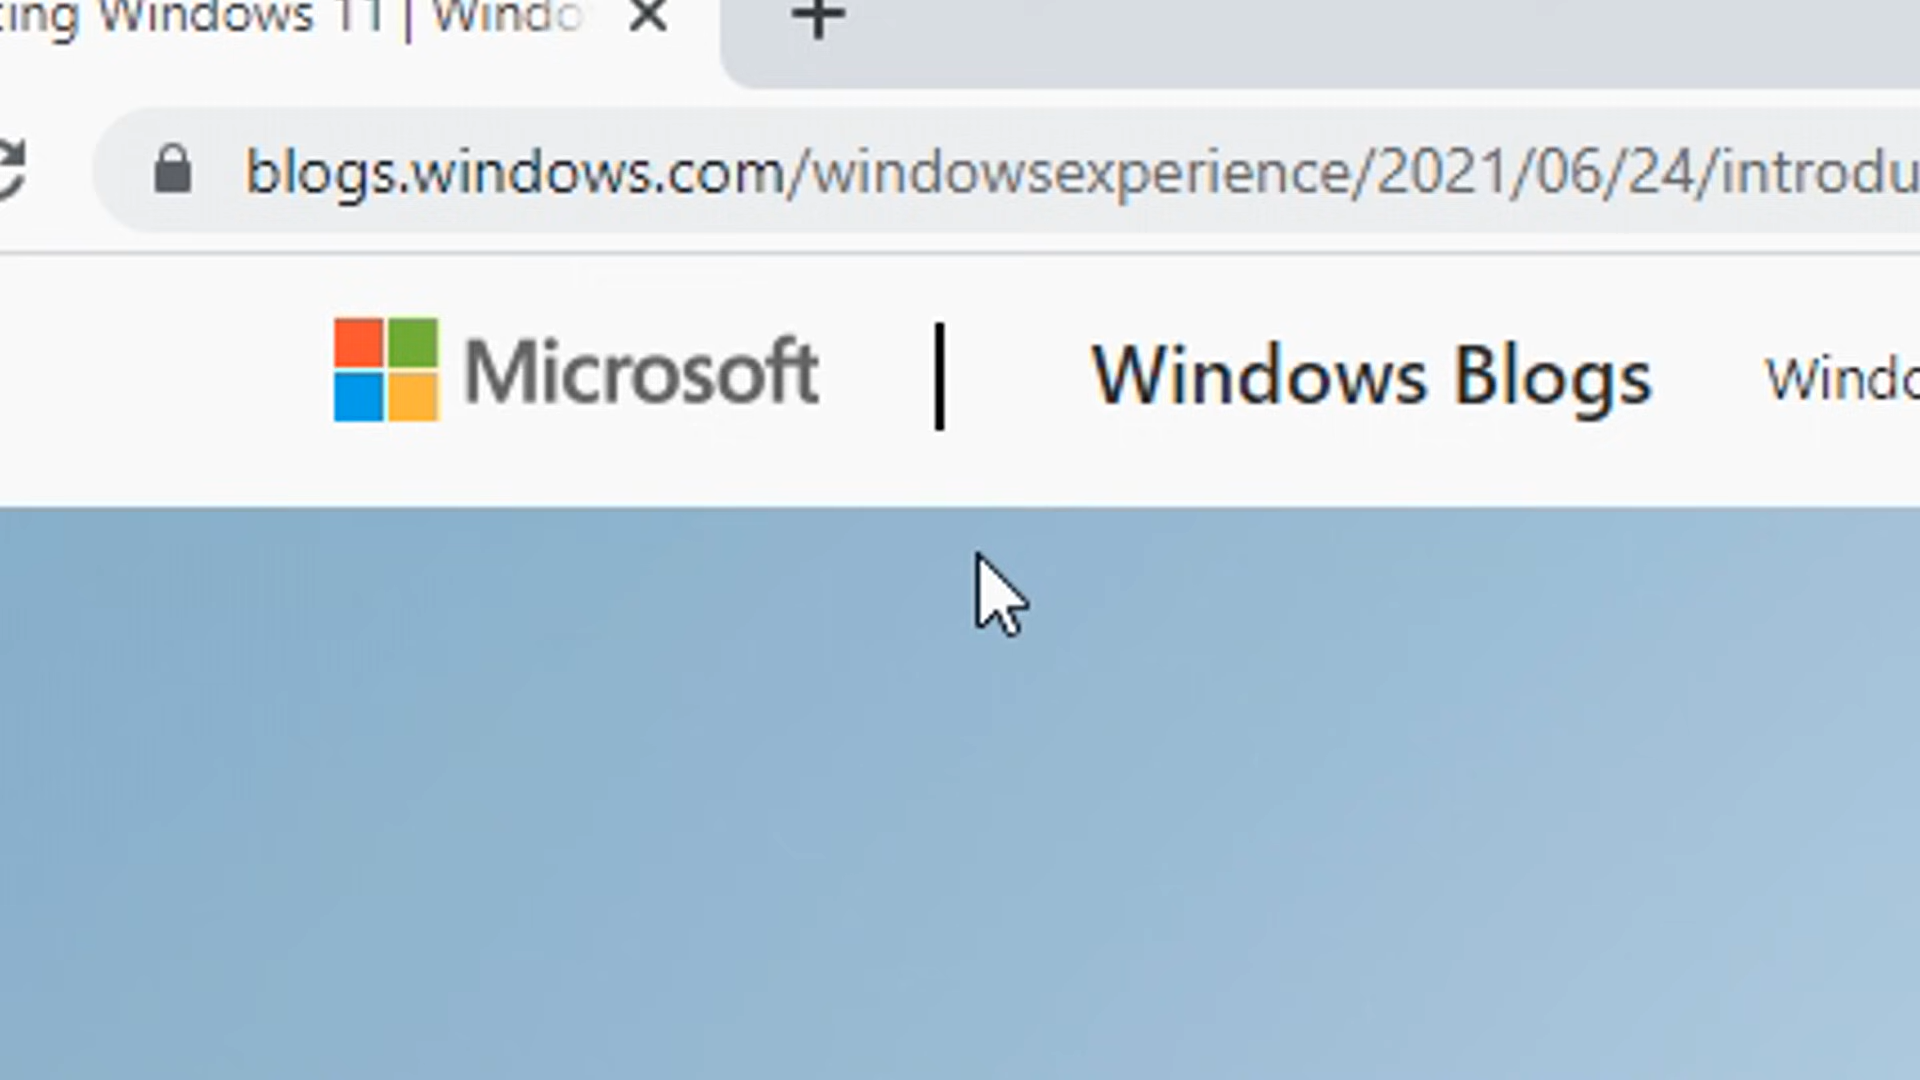 ing Windows 11 | Windo
blogs.windows.com/windowsexperience/2021/06/24/introdu
Microsoft | Windows Blogs Windo